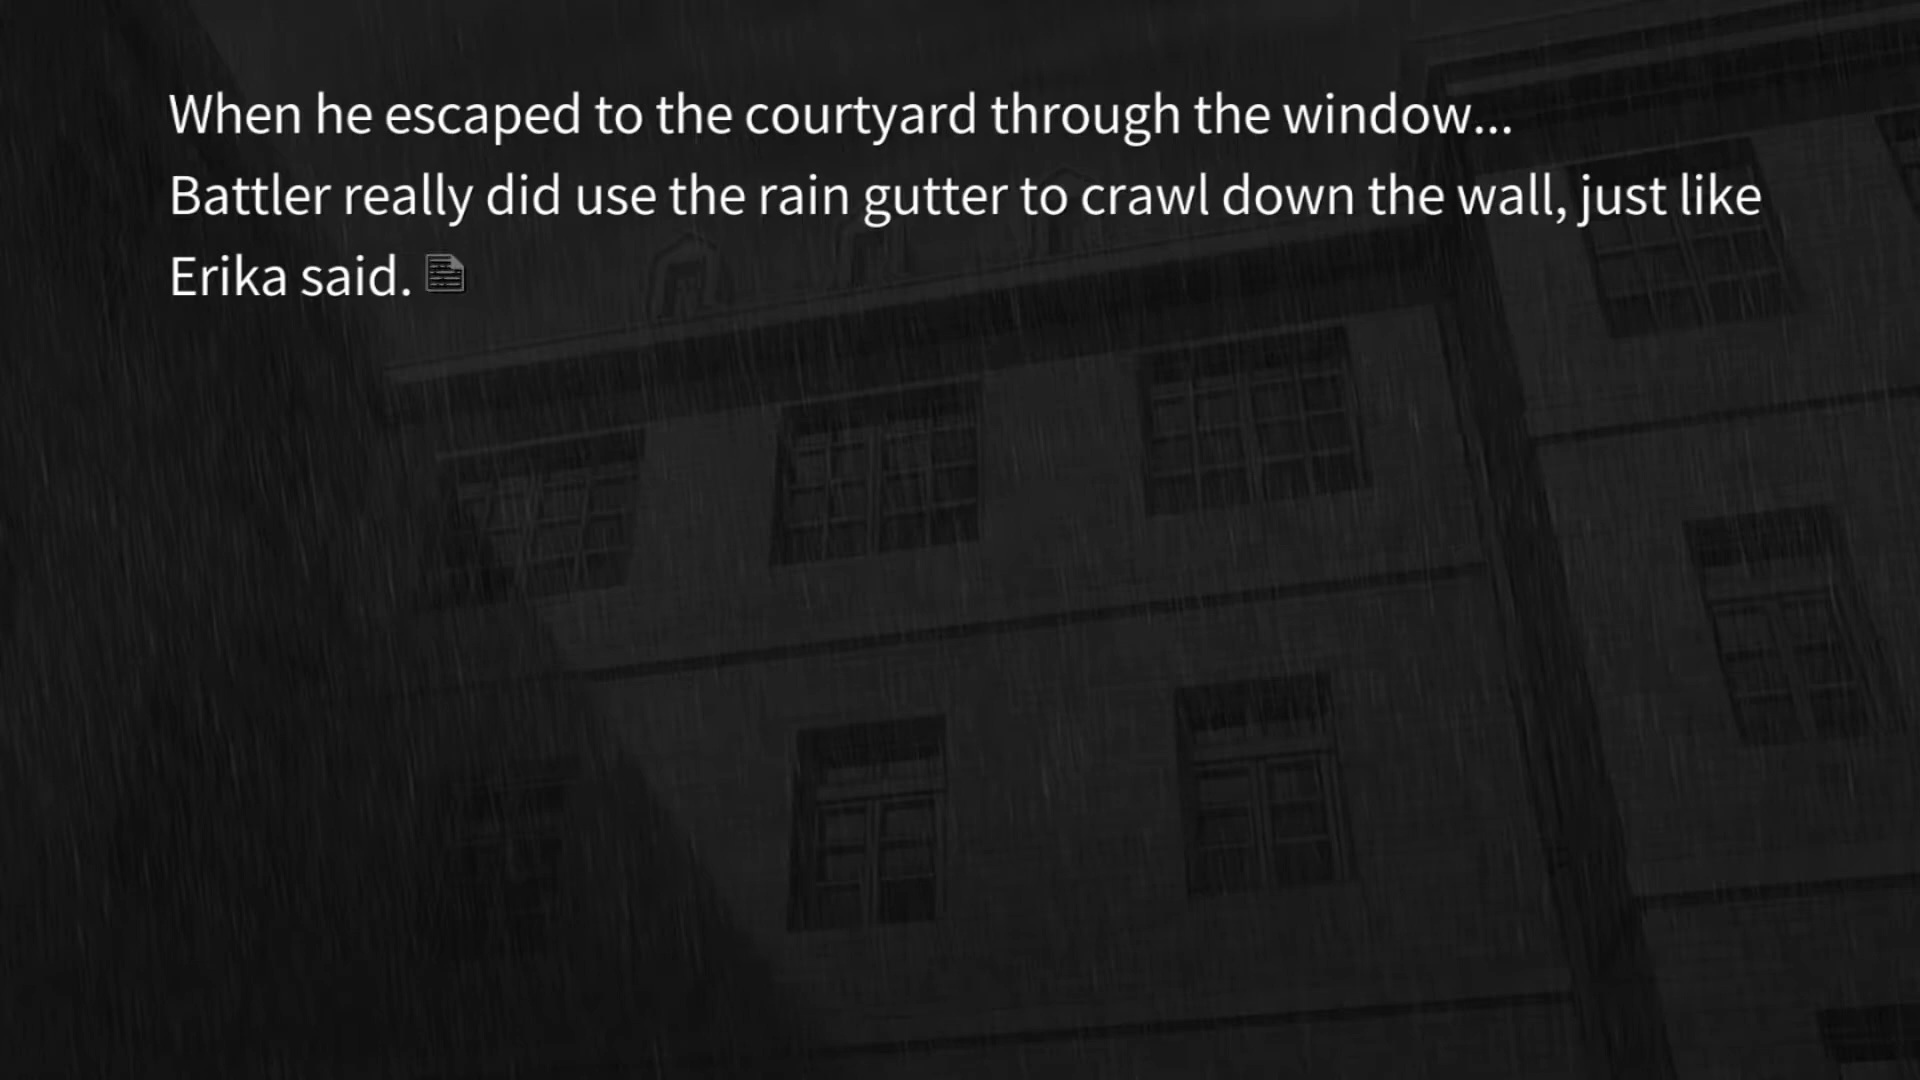 When he escaped to the courtyard through the window...
Battler really did use the rain gutter to crawl down the wall, just like
Erika said.